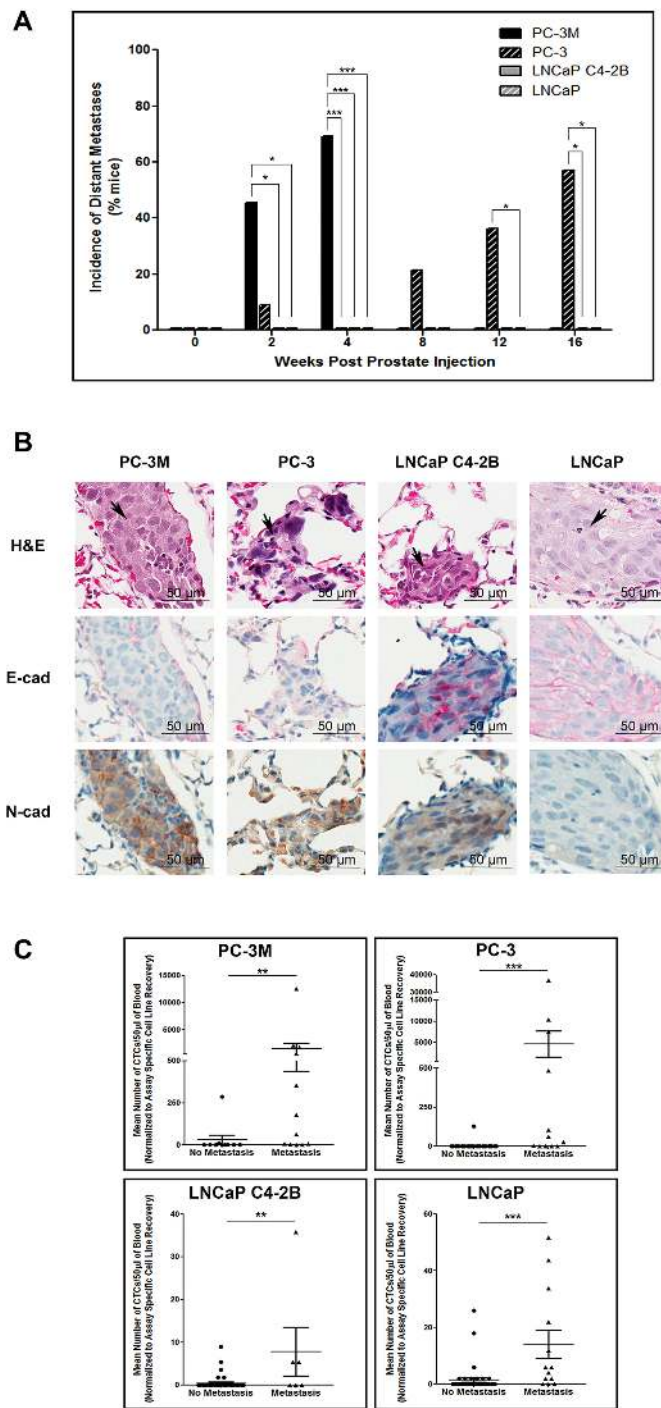 A
PC-3M
PC-3
LNCaP C4-2B
LNCaP
Incidence of Distant Metastases
(% mice)
100
80
60
40
20
0
*
*
***
***
***
*
*
*
0 2 4 8 12 16
Weeks Post Prostate Injection
B
PC-3M PC-3 LNCaP C4-2B LNCaP
H&E
50 µm 50 µm 50 µm 50 µm
E-cad
50 µm 50 µm 50 µm 50 µm
N-cad
50 µm 50 µm 50 µm 50 µm
C
PC-3M
Mean Number of CTCs/50µl of Blood
(Normalized to Assay Specific Cell Line Recovery)
15000
6000
500
250
0
**
No Metastasis Metastasis
PC-3
Mean Number of CTCs/50µl of Blood
(Normalized to Assay Specific Cell Line Recovery)
40000
30000
15000
5000
500
250
0
***
No Metastasis Metastasis
LNCaP C4-2B
Mean Number of CTCs/50µl of Blood
(Normalized to Assay Specific Cell Line Recovery)
40
30
20
10
0
**
No Metastasis Metastasis
LNCaP
Mean Number of CTCs/50µl of Blood
(Normalized to Assay Specific Cell Line Recovery)
60
40
20
0
***
No Metastasis Metastasis